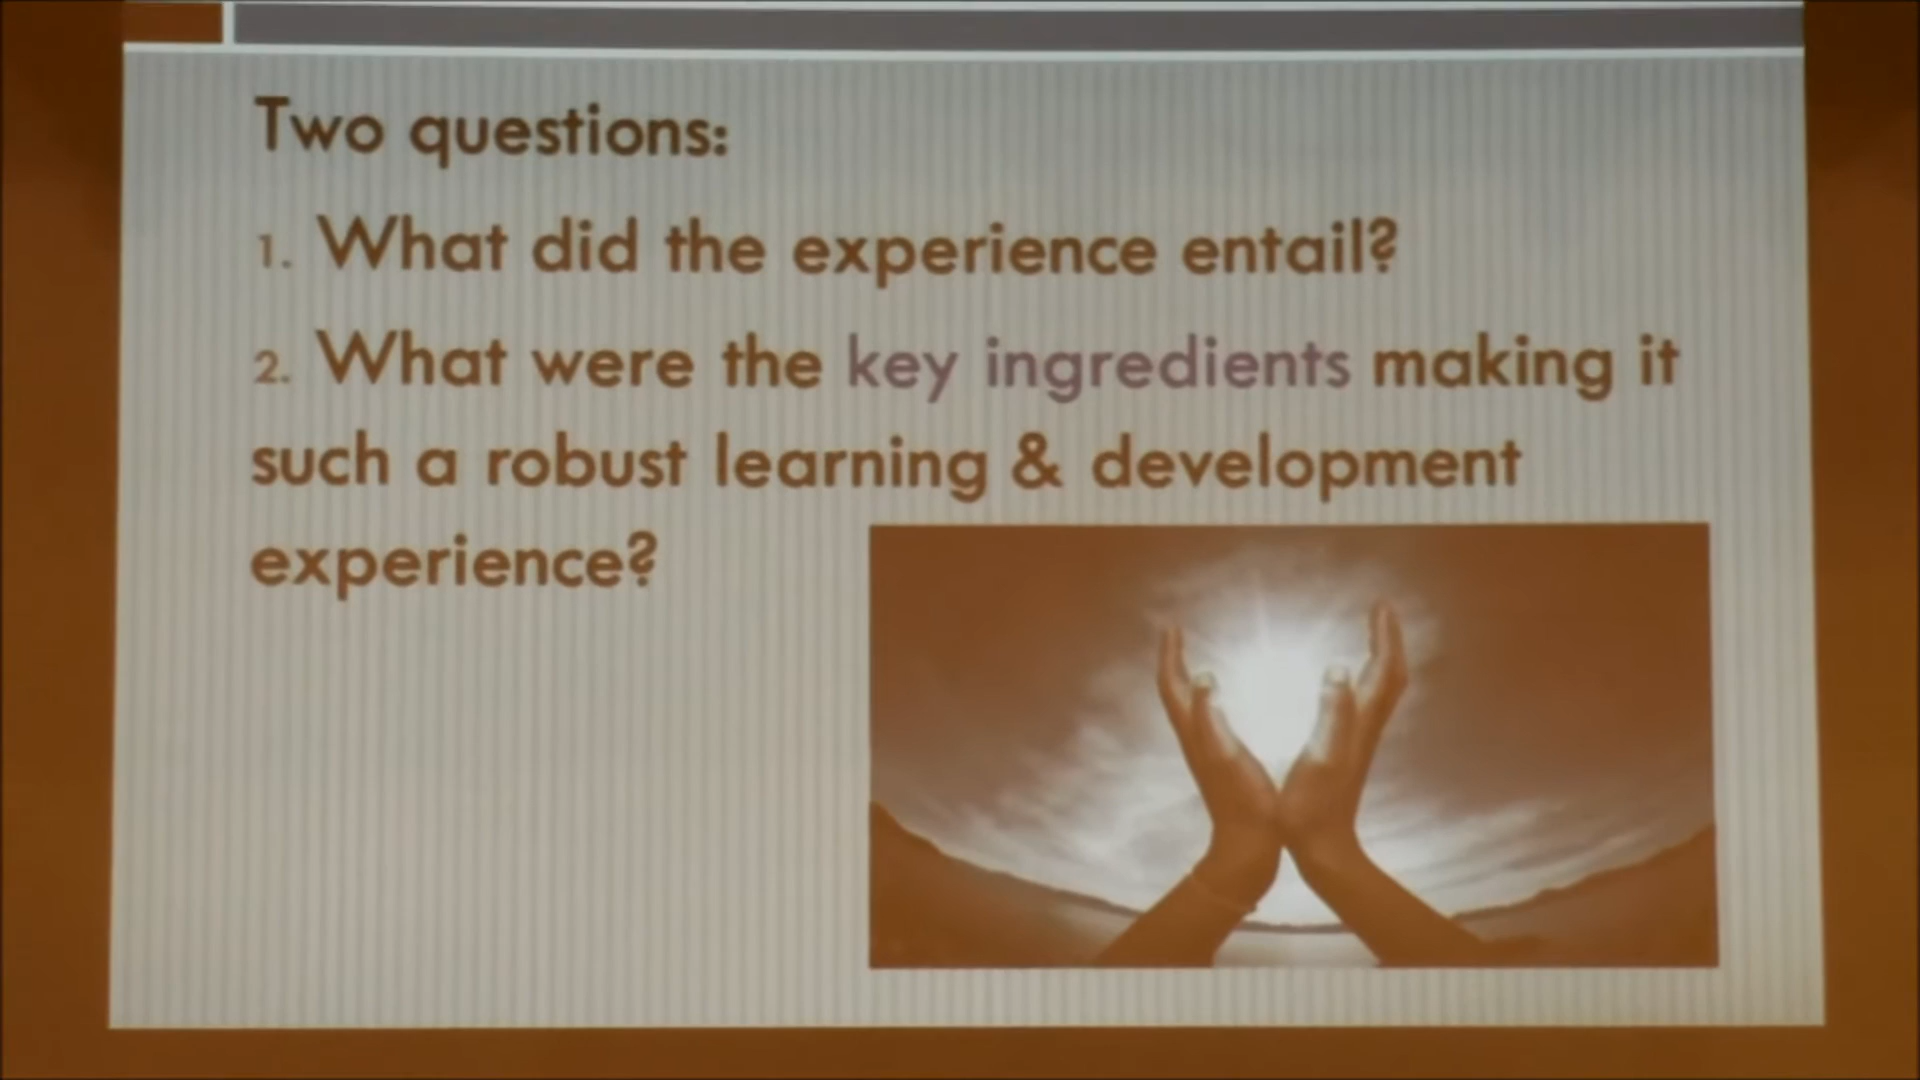 Two questions:
1. What did the experience entail?
2. What were the key ingredients making it
such a robust learning & development
experience?